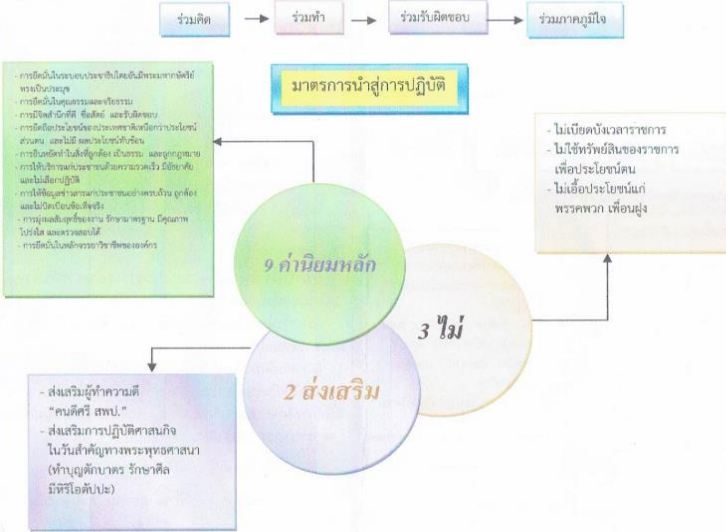 ร่วมคิด
ร่วมทำ
ร่วมรับผิดชอบ
ร่วมภาคภูมิใจ
มาตรการนำสู่การปฏิบัติ
- การยึดมั่นในระบอบประชาธิปไตยอันมีพระมหากษัตริย์
ทรงเป็นประมุข
- การยึดมั่นในคุณธรรมและจริยธรรม
- การมีจิตสำนึกที่ดี ซื่อสัตย์ และรับผิดชอบ
- การยึดถือประโยชน์ของประเทศชาติเหนือกว่าประโยชน์
ส่วนตน และไม่มี ผลประโยชน์ทับซ้อน
- การยืนหยัดทำในสิ่งที่ถูกต้อง เป็นธรรม และถูกกฎหมาย
- การให้บริการแก่ประชาชนด้วยความรวดเร็ว มีอัธยาศัย
และไม่เลือกปฏิบัติ
- การให้ข้อมูลข่าวสารแก่ประชาชนอย่างครบถ้วน ถูกต้อง
และไม่บิดเบือนข้อเท็จจริง
- การมุ่งผลสัมฤทธิ์ของงาน รักษามาตรฐาน มีคุณภาพ
โปร่งใส และตรวจสอบได้
- การยึดมั่นในหลักจรรยาวิชาชีพขององค์กร
- ไม่เบียดบังเวลาราชการ
- ไม่ใช้ทรัพย์สินของราชการ
เพื่อประโยชน์ตน
- ไม่เอื้อประโยชน์แก่
พรรคพวก เพื่อนฝูง
9 ค่านิยมหลัก
3 ไม่
2 ส่งเสริม
- ส่งเสริมผู้ทำความดี
"คนดีศรี สพป."
- ส่งเสริมการปฏิบัติศาสนกิจ
ในวันสำคัญทางพระพุทธศาสนา
(ทำบุญตักบาตร รักษาศีล
มีหิริโอตัปปะ)